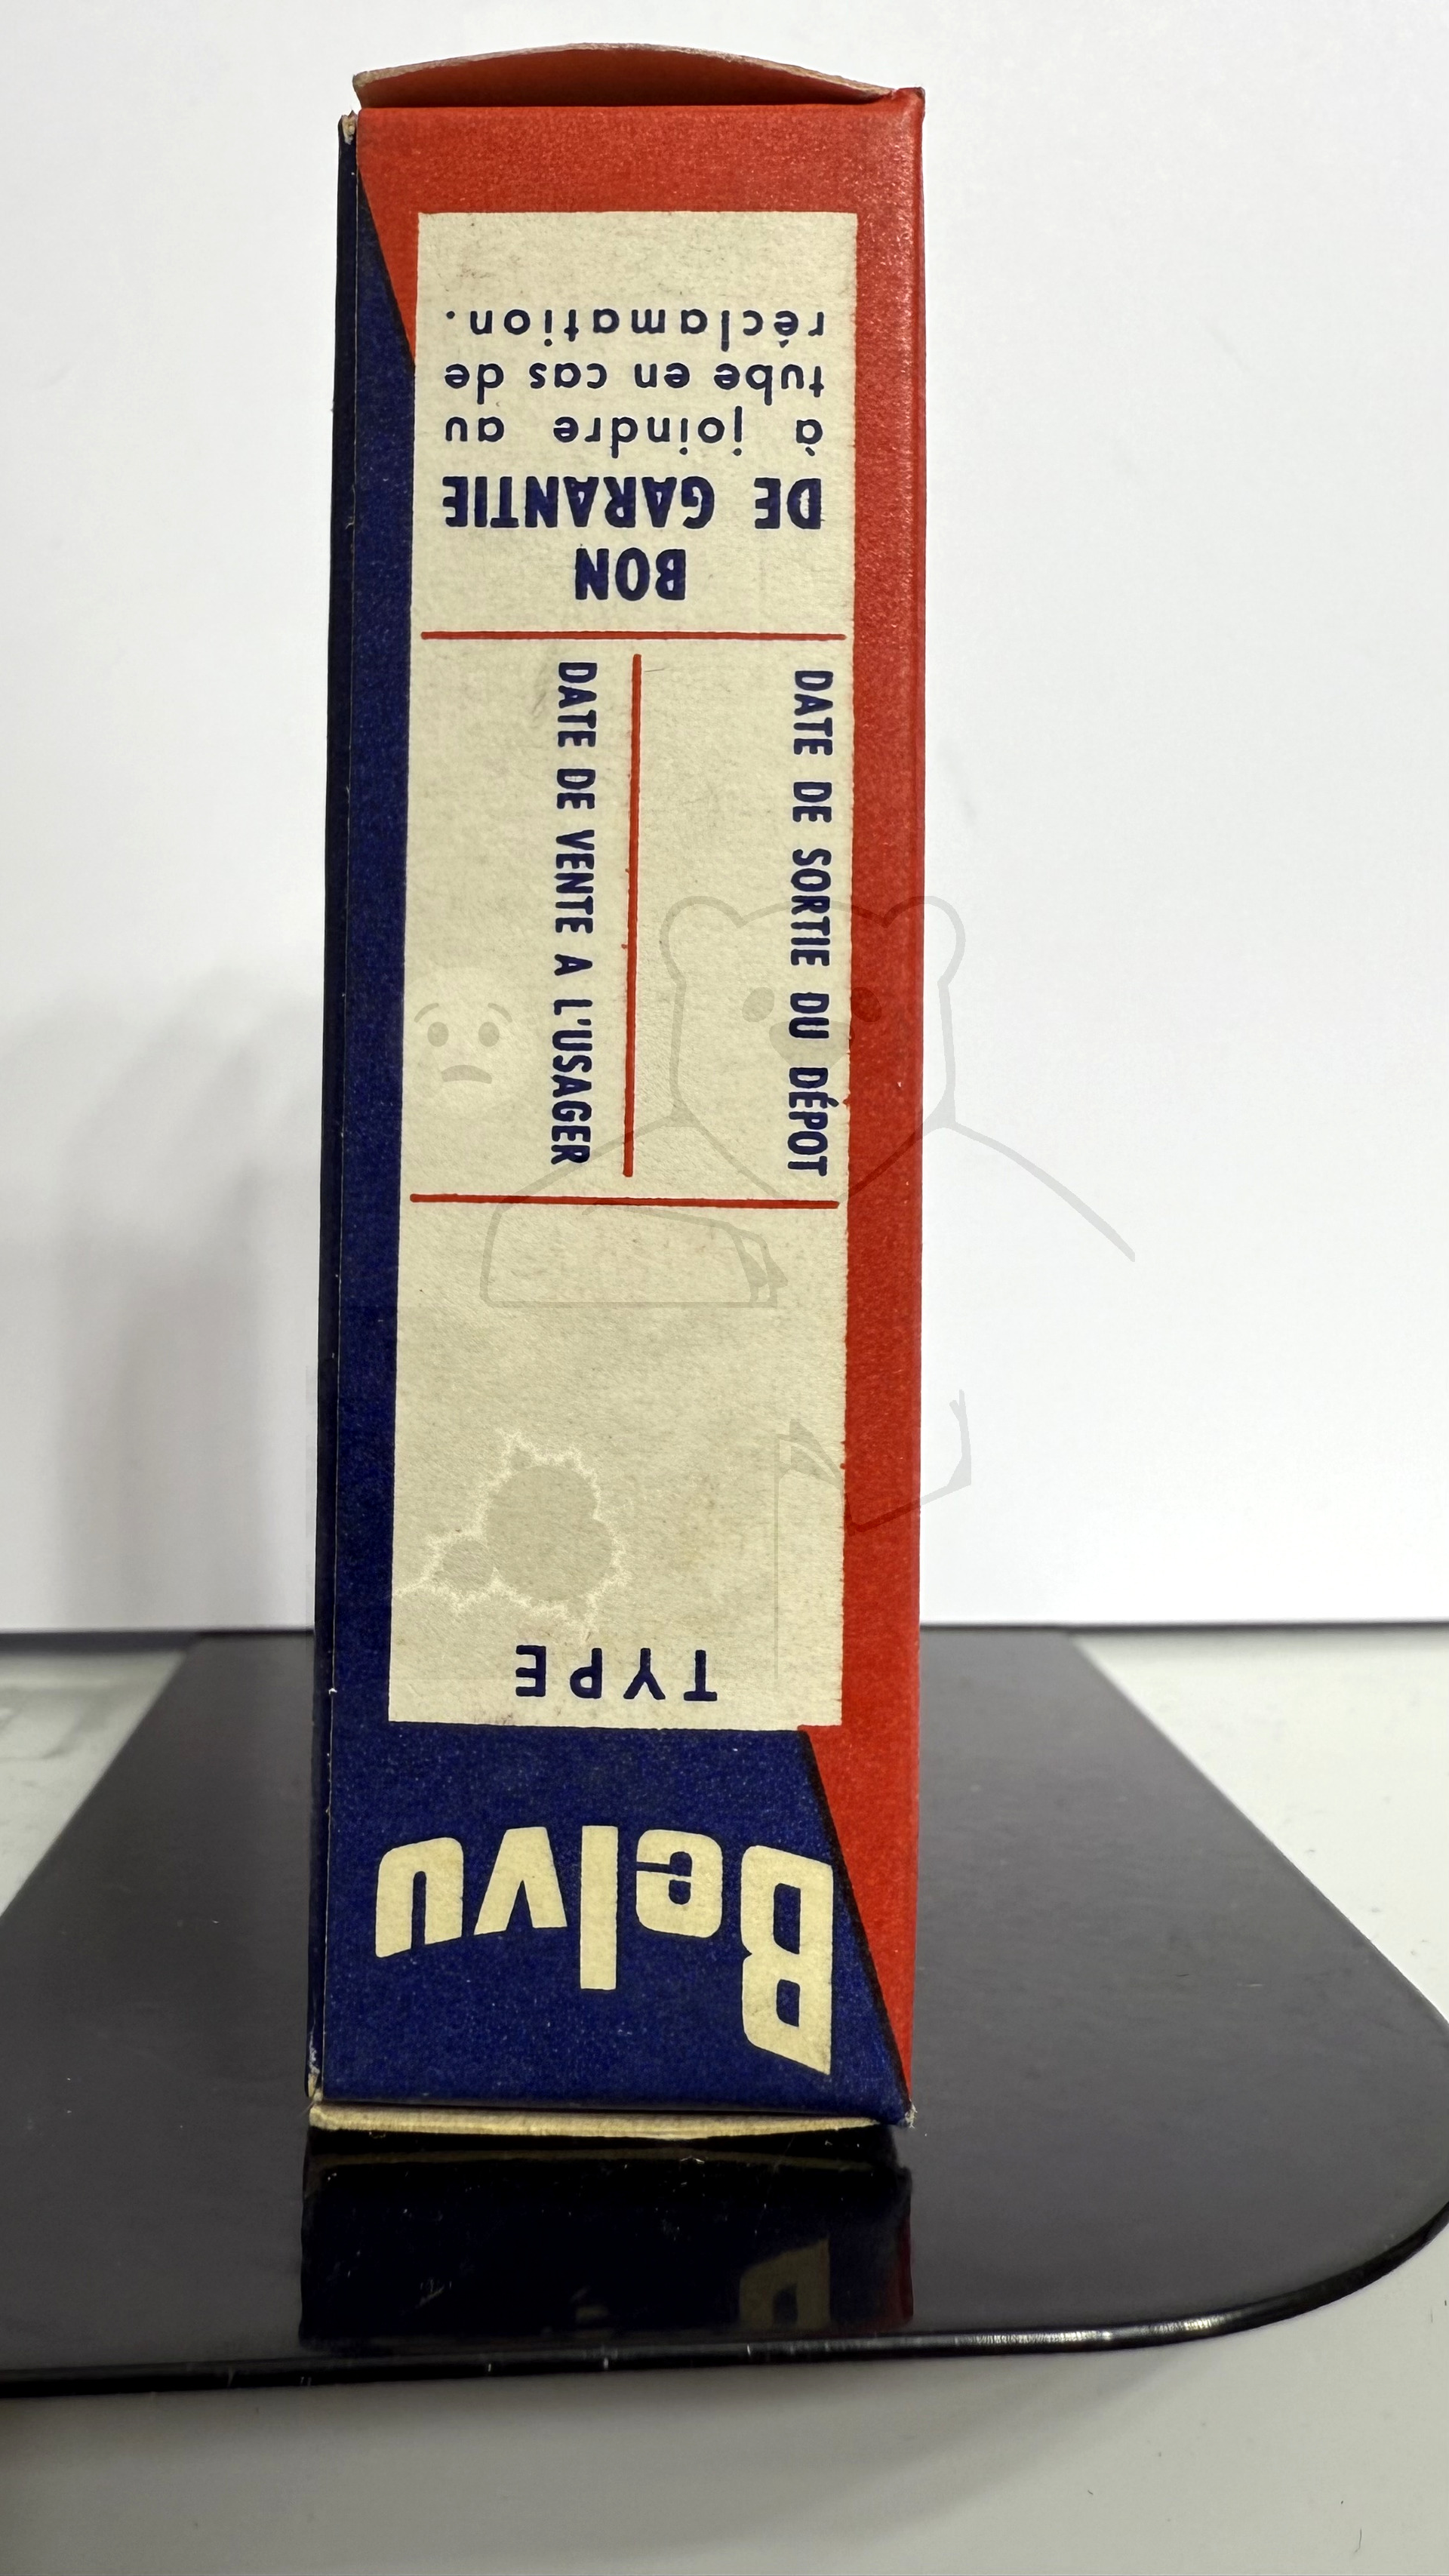 Belvu
TYPE
DATE DE SORTIE DU DÉPOT
DATE DE VENTE A L'USAGER
BON
DE GARANTIE
à joindre au
tube en cas de
réclamation.